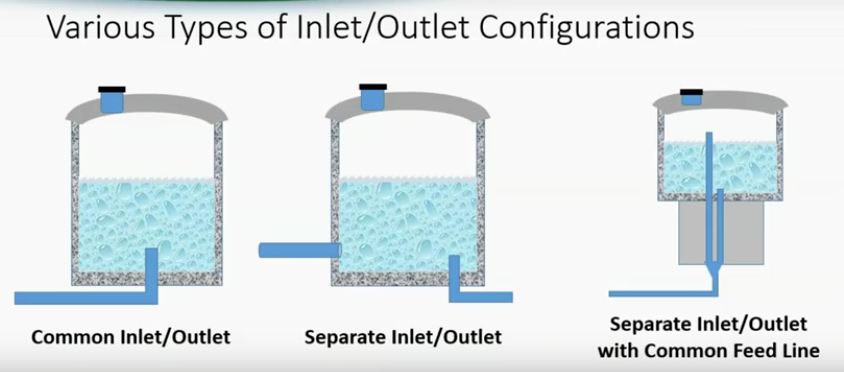 Various Types of Inlet/Outlet Configurations
Common Inlet/Outlet
Separate Inlet/Outlet
Separate Inlet/Outlet
with Common Feed Line